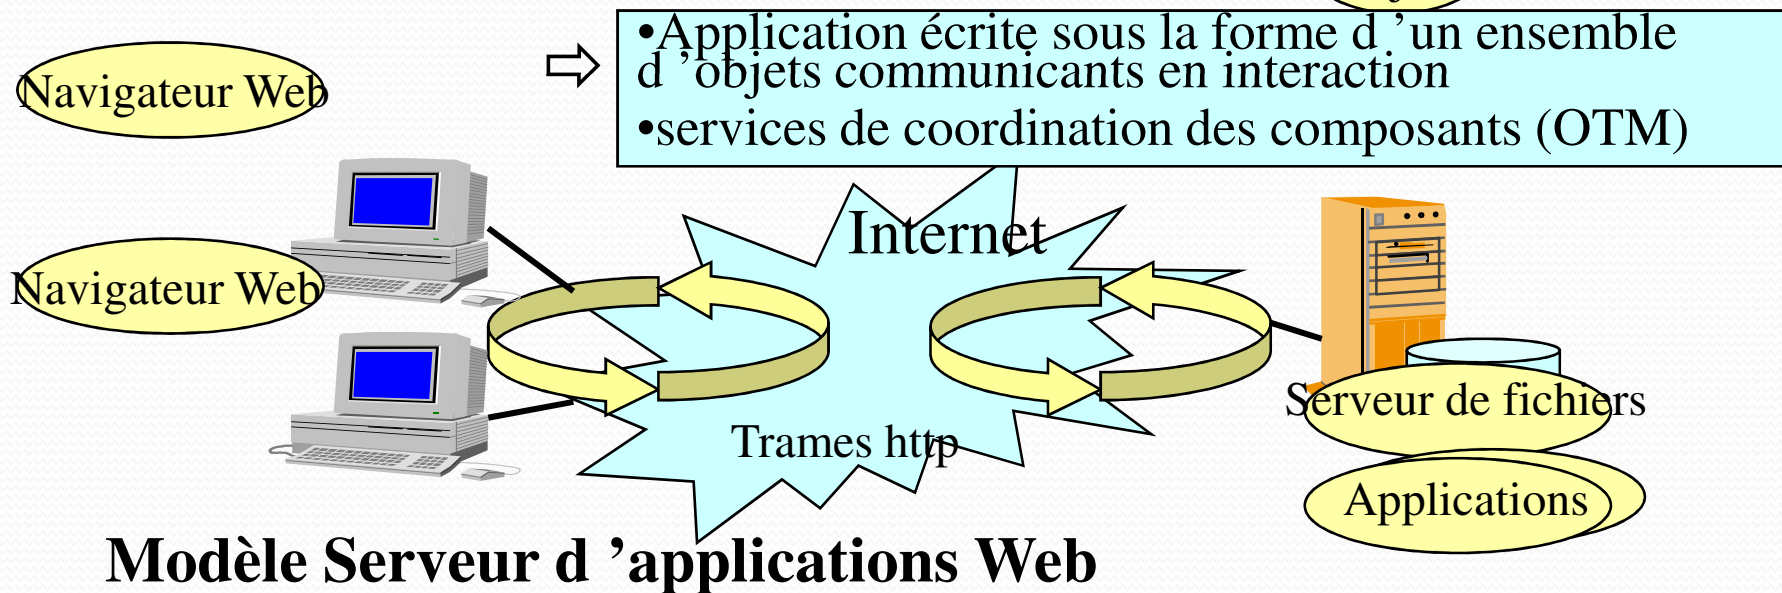 •Application écrite sous la forme d ’un ensemble
d ’objets communicants en interaction
•services de coordination des composants (OTM)
Navigateur Web
Navigateur Web
Internet
Trames http
Serveur de fichiers
Applications
Modèle Serveur d ’applications Web